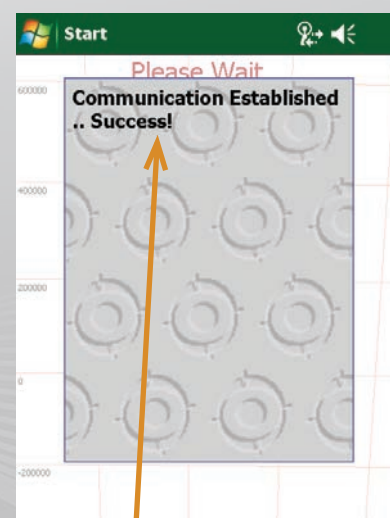 Start
Please Wait
600000
Communication Established
.. Success!
400000
200000
0
-200000